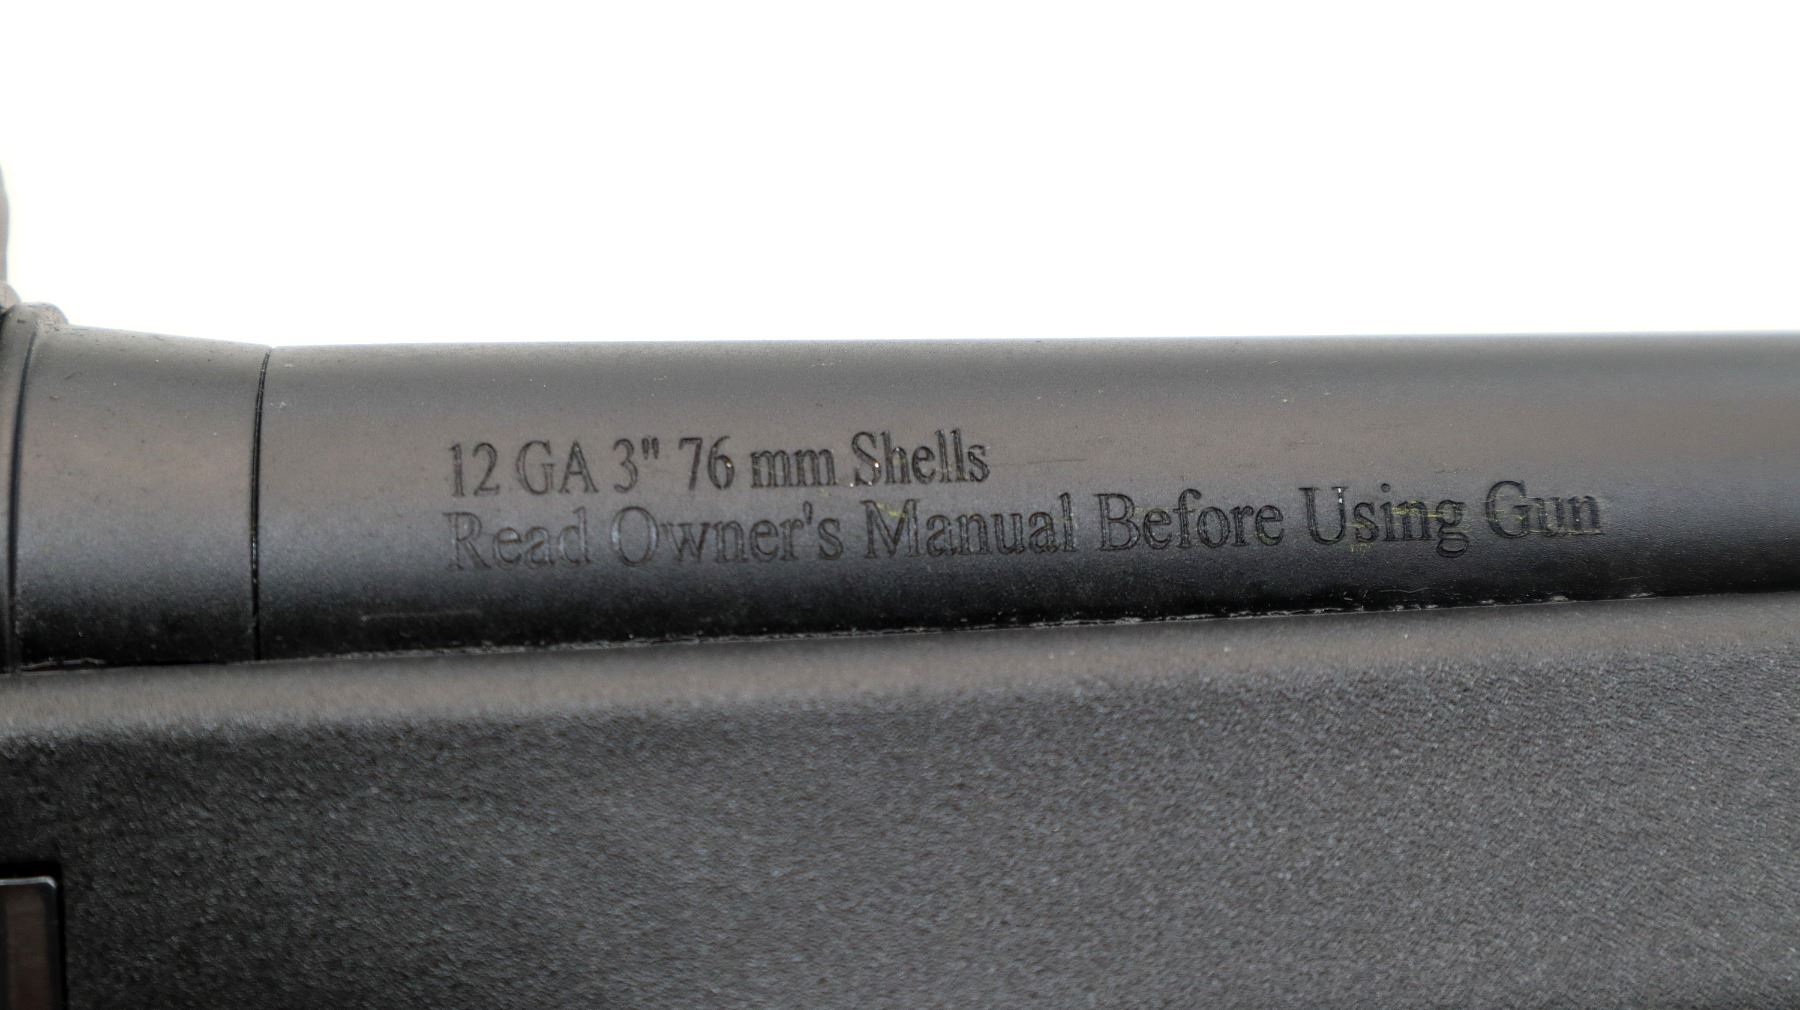 12 GA 3" 76 mm Shells
Read Owner's Manual Before Using Gun